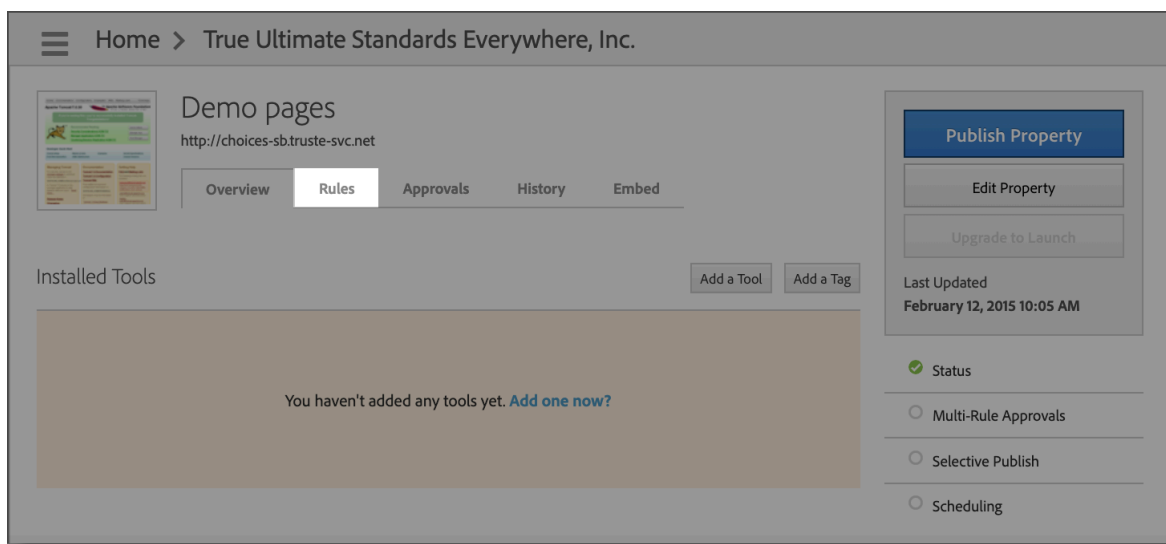 Home > True Ultimate Standards Everywhere, Inc.
Demo pages
http://choices-sb.truste-svc.net
Overview Rules Approvals History Embed
Publish Property
Edit Property
Upgrade to Launch
Last Updated
February 12, 2015 10:05 AM
Installed Tools
Add a Tool Add a Tag
You haven't added any tools yet. Add one now?
Status
Multi-Rule Approvals
Selective Publish
Scheduling